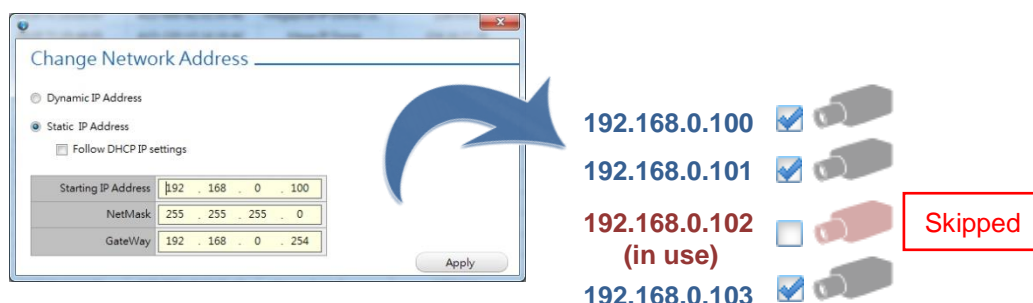 Change Network Address
Dynamic IP Address
Static IP Address
Follow DHCP IP settings
Starting IP Address 192 . 168 . 0 . 100
NetMask 255 . 255 . 255 . 0
GateWay 192 . 168 . 0 . 254
Apply
192.168.0.100
192.168.0.101
192.168.0.102
(in use)
Skipped
192.168.0.103